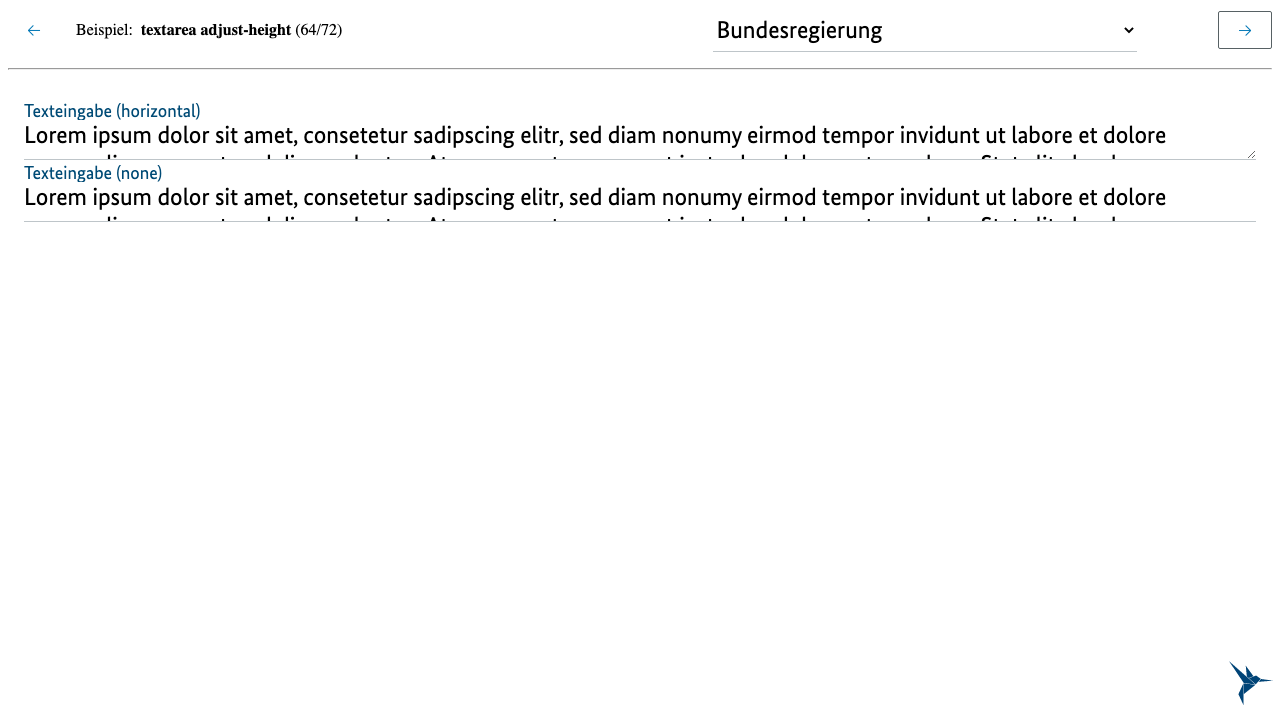 Beispiel: textarea adjust-height (64/72)
Bundesregierung
Texteingabe (horizontal)
Lorem ipsum dolor sit amet, consetetur sadipscing elitr, sed diam nonumy eirmod tempor invidunt ut labore et dolore
Texteingabe (none)
Lorem ipsum dolor sit amet, consetetur sadipscing elitr, sed diam nonumy eirmod tempor invidunt ut labore et dolore